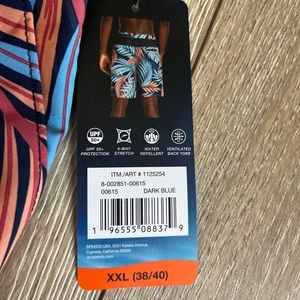 UPF 50+
UPF 50+ 4-WAY WATER VENTILATED
PROTECTION STRETCH REPELLENT BACK YOKE
ITM./ART # 1125254
8-002851-00615
00615 DARK BLUE
1 96555 08837 9
SPEEDO USA, 6251 Katella Avenue,
Cypress, California 90630
us.speedo.com
XXL (38/40)